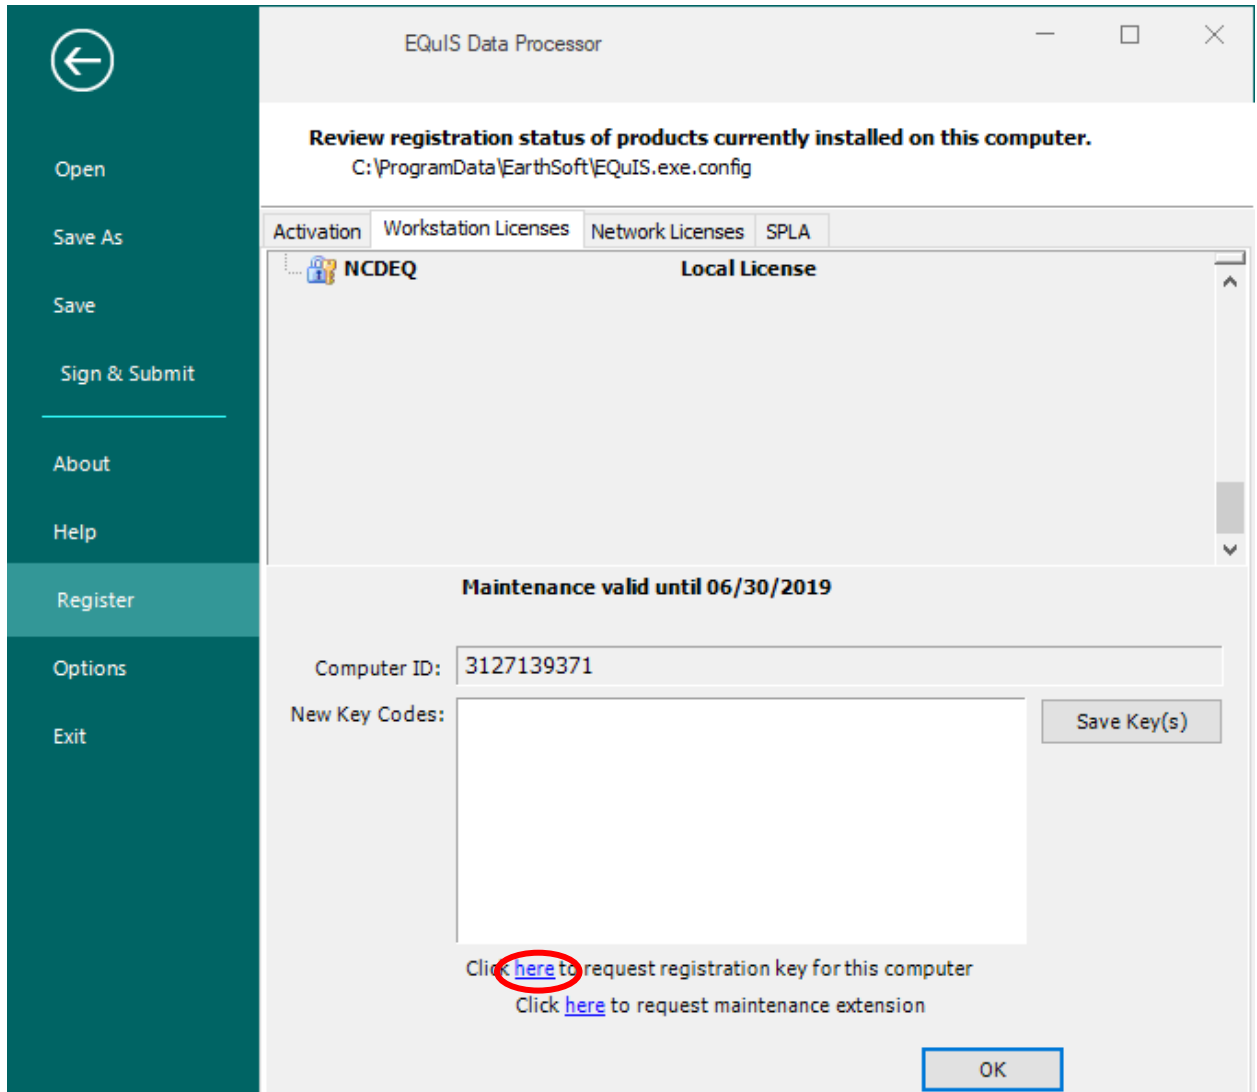 EQuIS Data Processor
Review registration status of products currently installed on this computer.
C:\ProgramData\EarthSoft\EQuIS.exe.config
Open
Save As
Save
Sign & Submit
About
Help
Register
Options
Exit
Activation Workstation Licenses Network Licenses SPLA
NCDEQ Local License
Maintenance valid until 06/30/2019
Computer ID: 3127139371
New Key Codes:
Save Key(s)
Click here to request registration key for this computer
Click here to request maintenance extension
OK